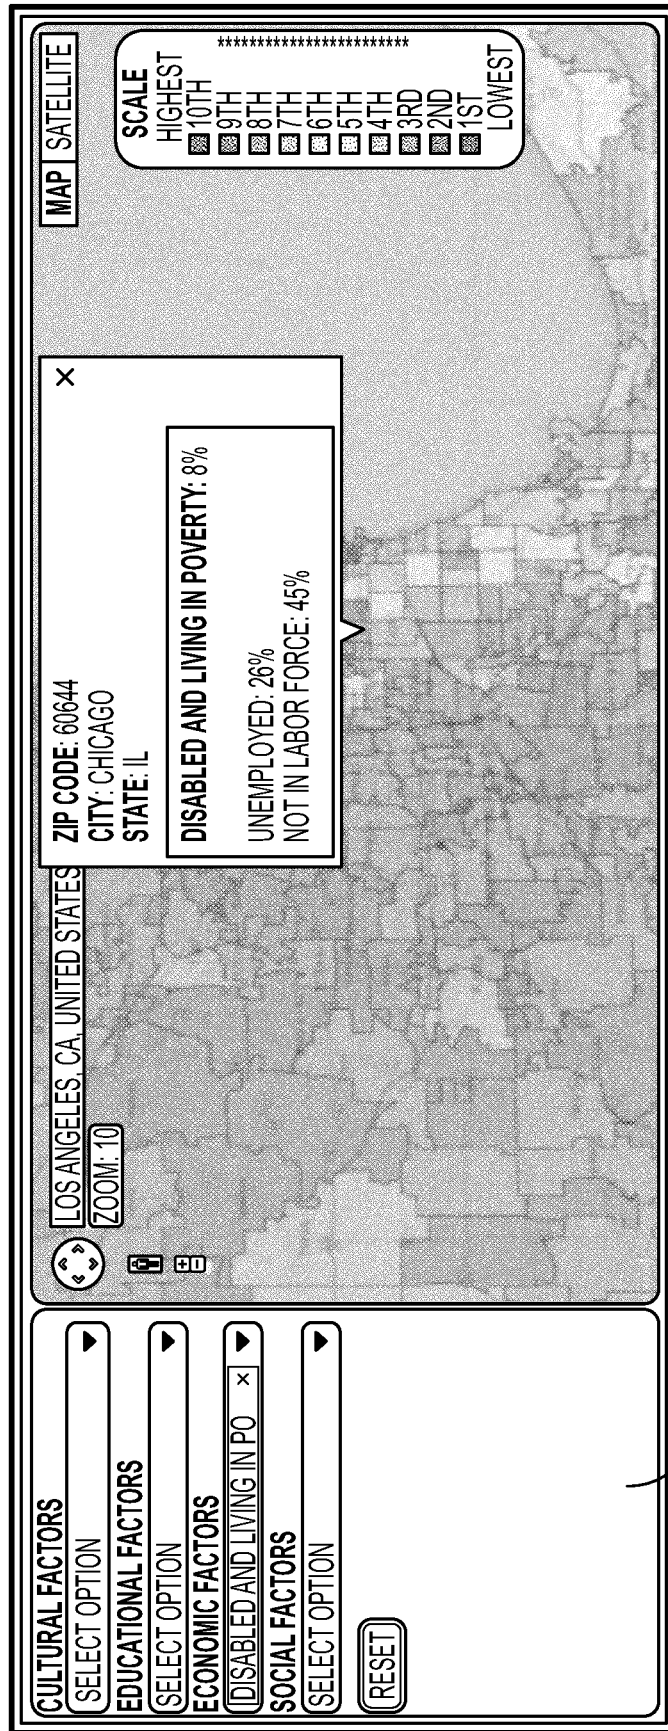 CULTURAL FACTORS
SELECT OPTION
EDUCATIONAL FACTORS
SELECT OPTION
ECONOMIC FACTORS
DISABLED AND LIVING IN PO ×
SOCIAL FACTORS
SELECT OPTION
RESET
LOS ANGELES, CA, UNITED STATES
ZOOM: 10
ZIP CODE: 60644
CITY: CHICAGO
STATE: IL
DISABLED AND LIVING IN POVERTY: 8%
UNEMPLOYED: 26%
NOT IN LABOR FORCE: 45%
MAP | SATELLITE
SCALE
HIGHEST
10TH
9TH
8TH
7TH
6TH
5TH
4TH
3RD
2ND
1ST
LOWEST
************************